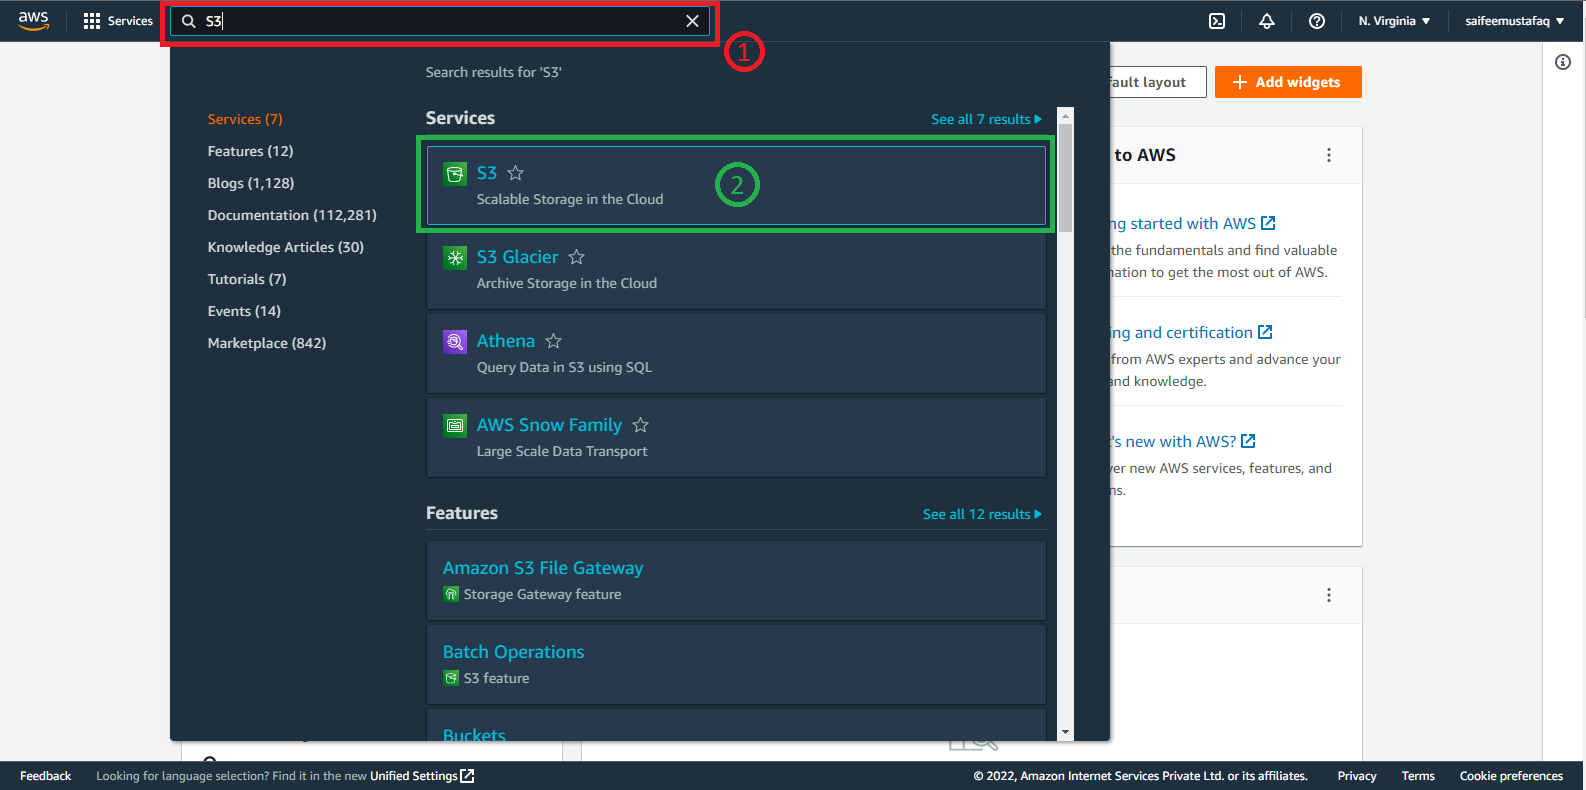 aws
Services
S3
N. Virginia
saifeemustafaq
1
Search results for 'S3'
Services (7)
Features (12)
Blogs (1,128)
Documentation (112,281)
Knowledge Articles (30)
Tutorials (7)
Events (14)
Marketplace (842)
Services
See all 7 results
S3
Scalable Storage in the Cloud
2
S3 Glacier
Archive Storage in the Cloud
Athena
Query Data in S3 using SQL
AWS Snow Family
Large Scale Data Transport
Features
See all 12 results
Amazon S3 File Gateway
Storage Gateway feature
Batch Operations
S3 feature
Buckets
layout
Add widgets
to AWS
started with AWS
the fundamentals and find valuable
to get the most out of AWS.
and certification
from AWS experts and advance your
and knowledge.
new with AWS?
new AWS services, features, and
Feedback
Looking for language selection? Find it in the new Unified Settings
© 2022, Amazon Internet Services Private Ltd. or its affiliates.
Privacy
Terms
Cookie preferences